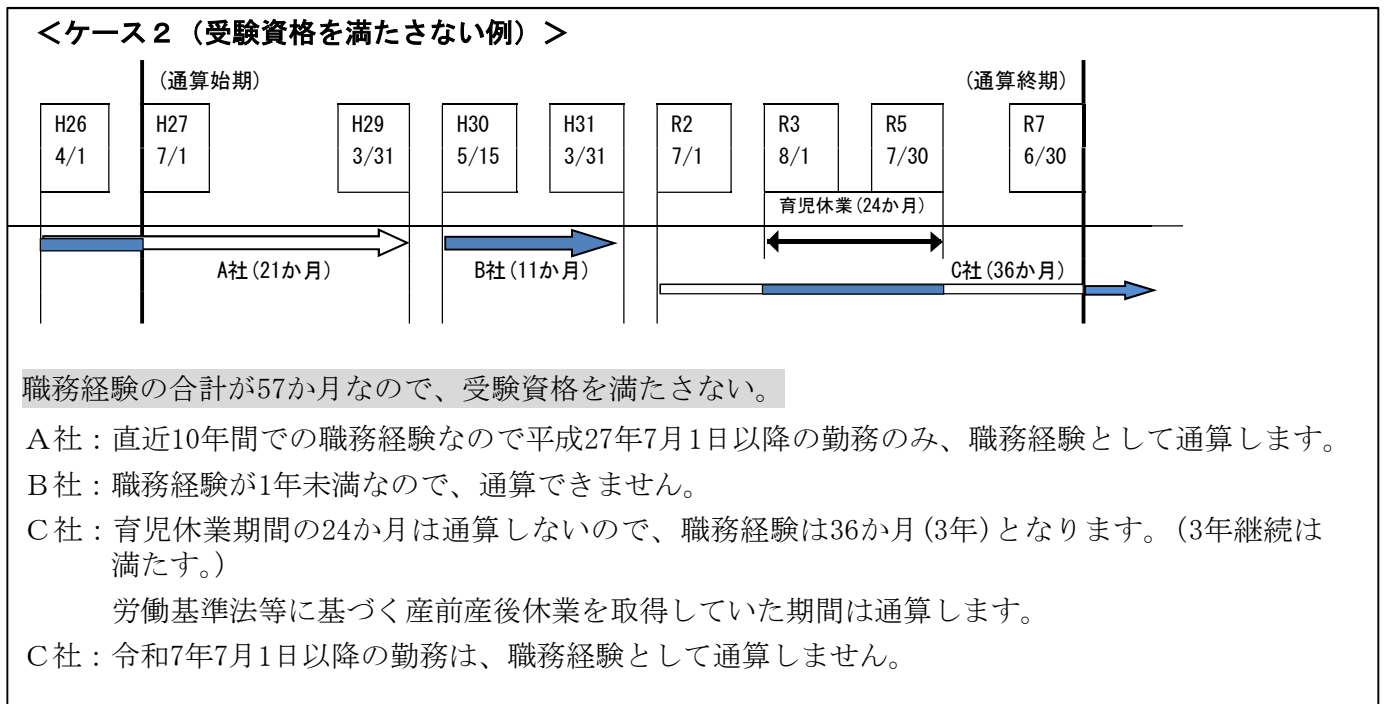 ＜ケース２（受験資格を満たさない例）＞
(通算始期)
(通算終期)
H26
4/1
H27
7/1
H29
3/31
H30
5/15
H31
3/31
R2
7/1
R3
8/1
R5
7/30
R7
6/30
育児休業(24か月)
A社(21か月)
B社(11か月)
C社(36か月)
職務経験の合計が57か月なので、受験資格を満たさない。
Ａ社：直近10年間での職務経験なので平成27年7月1日以降の勤務のみ、職務経験として通算します。
Ｂ社：職務経験が1年未満なので、通算できません。
Ｃ社：育児休業期間の24か月は通算しないので、職務経験は36か月(3年)となります。(3年継続は
満たす。)
労働基準法等に基づく産前産後休業を取得していた期間は通算します。
Ｃ社：令和7年7月1日以降の勤務は、職務経験として通算しません。